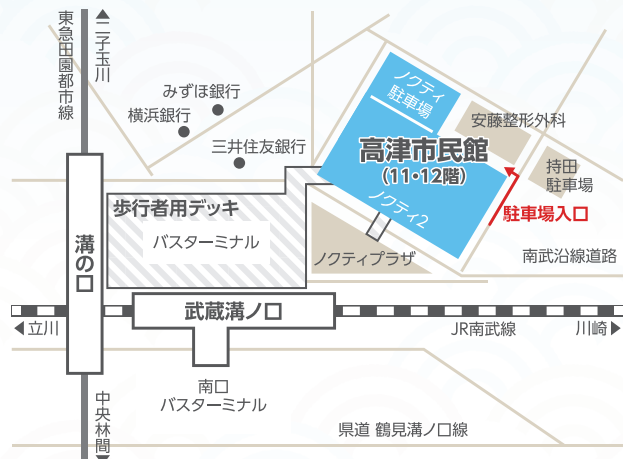 東急田園都市線
▲二子玉川
みずほ銀行
横浜銀行
三井住友銀行
ノクティ
駐車場
安藤整形外科
高津市民館
(11・12階)
持田
駐車場
駐車場入口
ノクティ2
歩行者用デッキ
バスターミナル
ノクティプラザ
南武沿線道路
溝の口
武蔵溝ノ口
◀立川
JR南武線
川崎▶
南口
バスターミナル
中央林間▼
県道 鶴見溝ノ口線